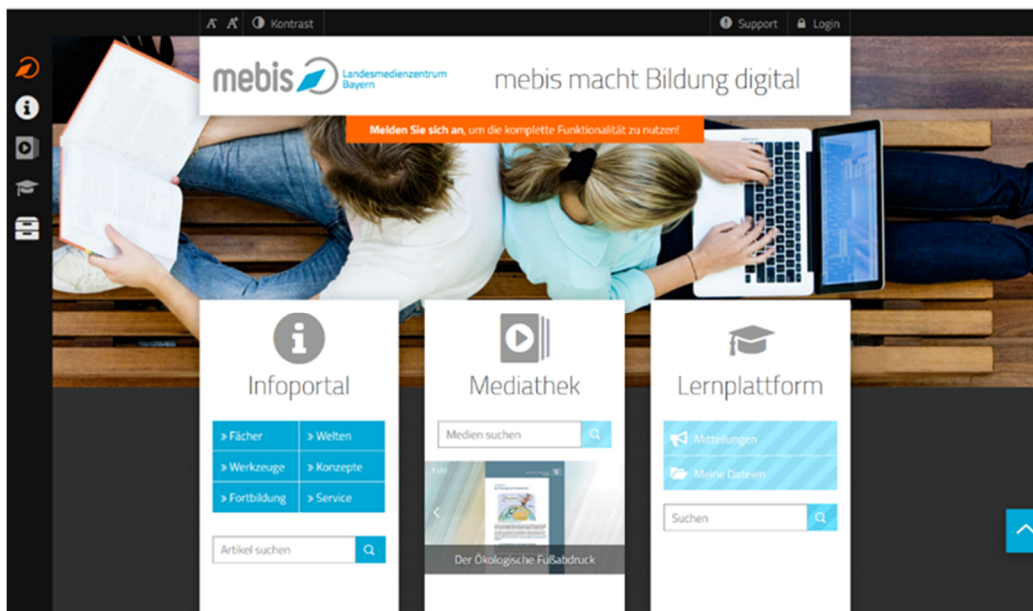 A- A+ Kontrast
Support Login
mebis Landesmedienzentrum
Bayern
mebis macht Bildung digital
Melden Sie sich an, um die komplette Funktionalität zu nutzen!
Infoportal
» Fächer » Welten
» Werkzeuge » Konzepte
» Fortbildung » Service
Artikel suchen
Mediathek
Medien suchen
Der Ökologische Fußabdruck
Lernplattform
Mitteilungen
Meine Dateien
Suchen